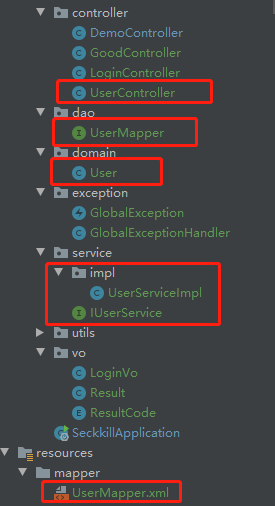 controller
DemoController
GoodController
LoginController
UserController
dao
UserMapper
domain
User
exception
GlobalException
GlobalExceptionHandler
service
impl
UserServiceImpl
IUserService
utils
vo
LoginVo
Result
ResultCode
SeckkillApplication
resources
mapper
UserMapper.xml